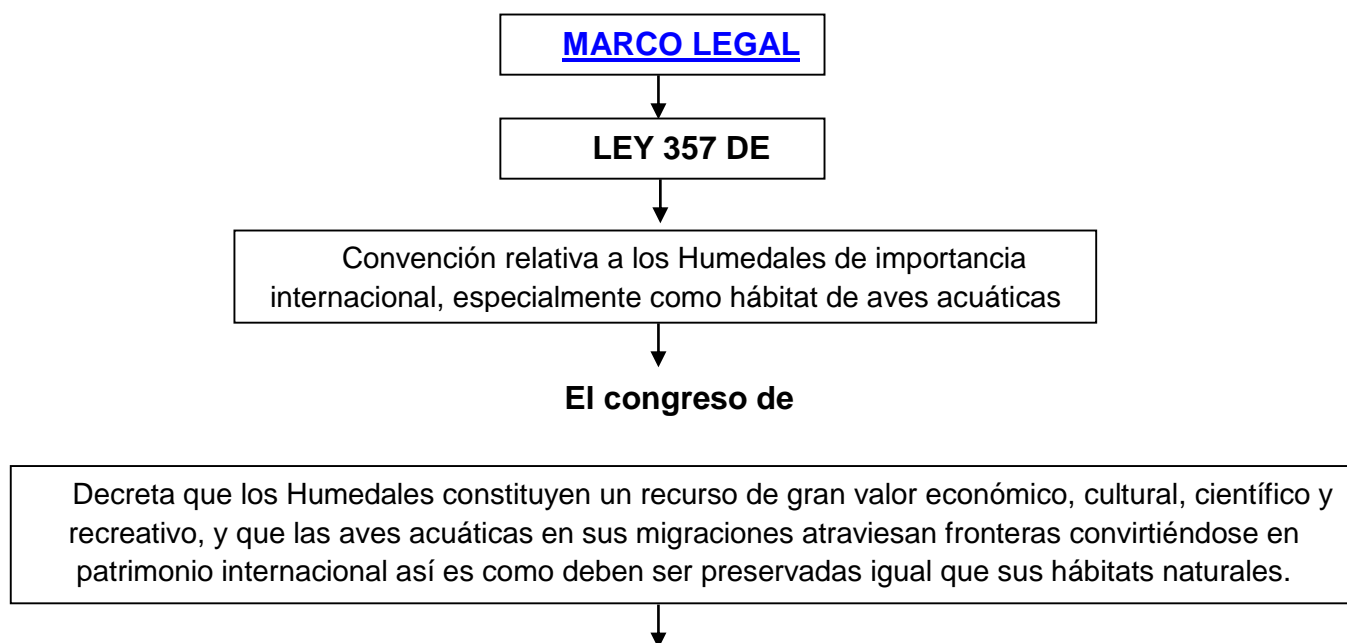 MARCO LEGAL
LEY 357 DE
Convención relativa a los Humedales de importancia
internacional, especialmente como hábitat de aves acuáticas
El congreso de
Decreta que los Humedales constituyen un recurso de gran valor económico, cultural, científico y
recreativo, y que las aves acuáticas en sus migraciones atraviesan fronteras convirtiéndose en
patrimonio internacional así es como deben ser preservadas igual que sus hábitats naturales.